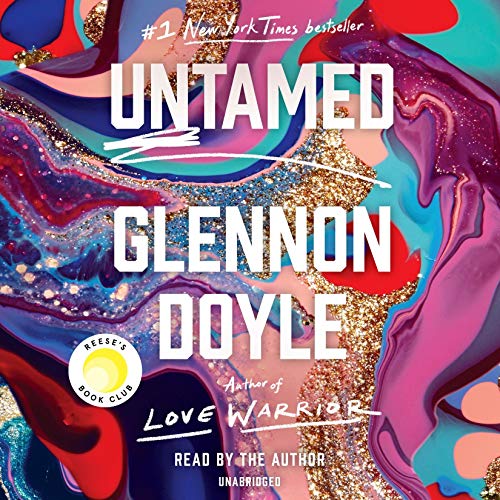 #1 New York Times bestseller
UNTAMED
GLENNON
DOYLE
REESE'S
BOOK CLUB
Author of
LOVE WARRIOR
READ BY THE AUTHOR
UNABRIDGED